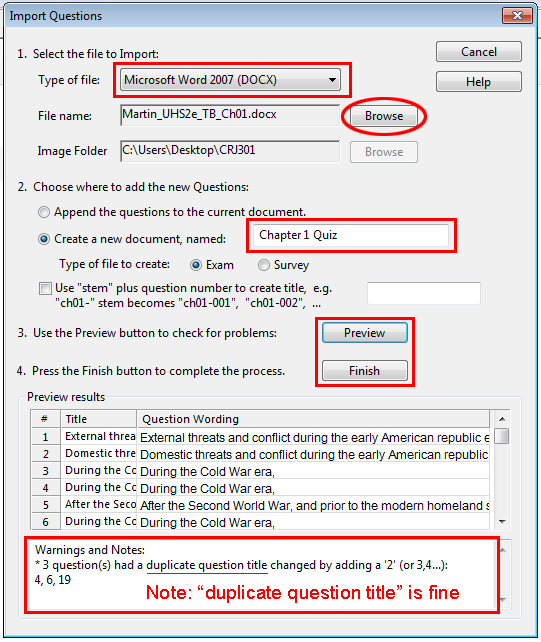 Import Questions
1. Select the file to Import:
Cancel
Type of file:
Microsoft Word 2007 (DOCX)
Help
File name:
Martin_UHS2e_TB_Ch01.docx
Browse
Image Folder
C:\Users\Desktop\CRJ301
Browse
2. Choose where to add the new Questions:
Append the questions to the current document.
Create a new document, named:
Chapter 1 Quiz
Type of file to create:
Exam
Survey
Use "stem" plus question number to create title, e.g.
"ch01-" stem becomes "ch01-001", "ch01-002", ...
3. Use the Preview button to check for problems:
Preview
4. Press the Finish button to complete the process.
Finish
Preview results
# Title Question Wording
1 External threa External threats and conflict during the early American republic e
2 Domestic threa Domestic threats and conflict during the early American republic
3 During the Co During the Cold War era,
4 During the Co During the Cold War era,
5 After the Seco After the Second World War, and prior to the modern homeland s
6 During the Co During the Cold War era,
Warnings and Notes:
* 3 question(s) had a duplicate question title changed by adding a '2' (or 3,4...):
4, 6, 19
Note: “duplicate question title” is fine